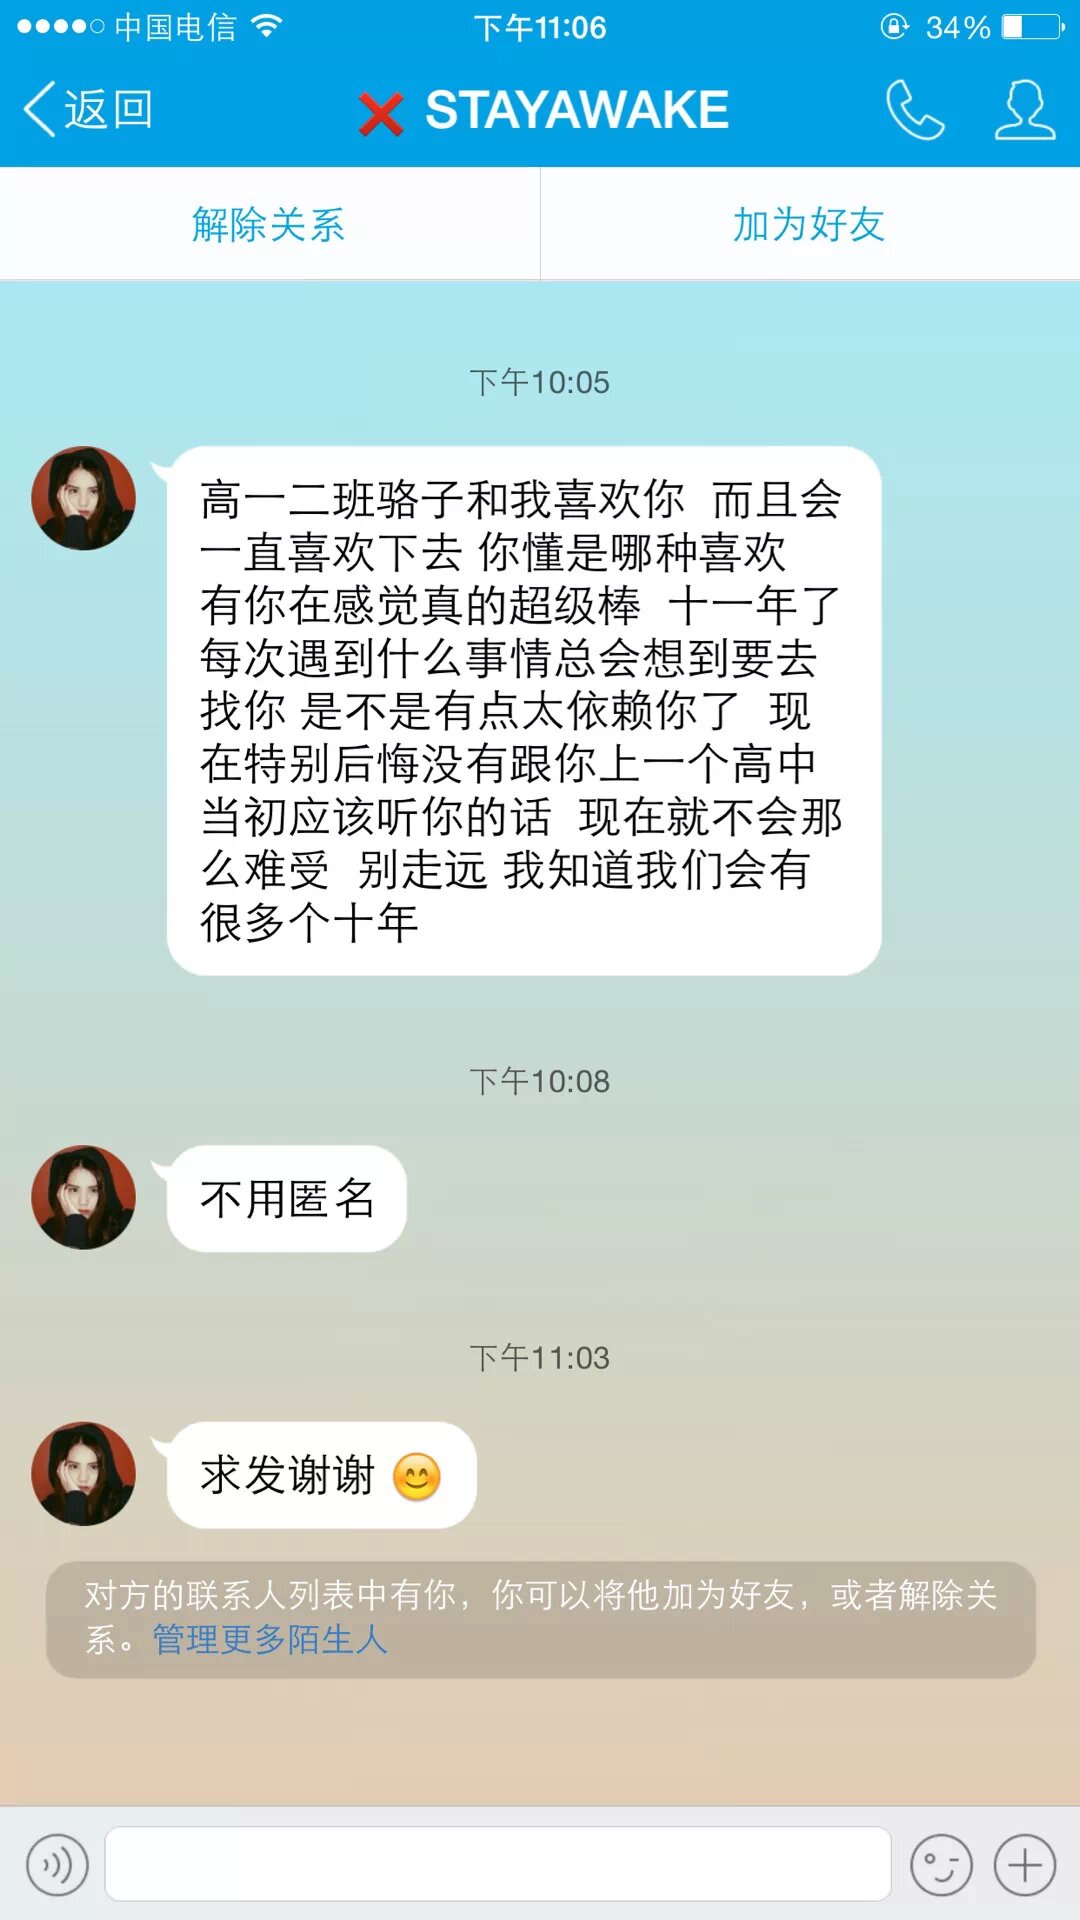 中国电信 下午11:06 34%
返回 ❌ STAYAWAKE
解除关系 加为好友
下午10:05
高一二班骆子和我喜欢你 而且会
一直喜欢下去 你懂是哪种喜欢
有你在感觉真的超级棒 十一年了
每次遇到什么事情总会想到要去
找你 是不是有点太依赖你了 现
在特别后悔没有跟你上一个高中
当初应该听你的话 现在就不会那
么难受 别走远 我知道我们会有
很多个十年
下午10:08
不用匿名
下午11:03
求发谢谢 😊
对方的联系人列表中有你，你可以将他加为好友，或者解除关
系。管理更多陌生人